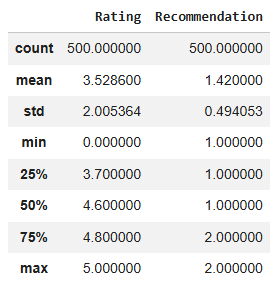 Rating Recommendation
count 500.000000 500.000000
mean 3.528600 1.420000
std 2.005364 0.494053
min 0.000000 1.000000
25% 3.700000 1.000000
50% 4.600000 1.000000
75% 4.800000 2.000000
max 5.000000 2.000000